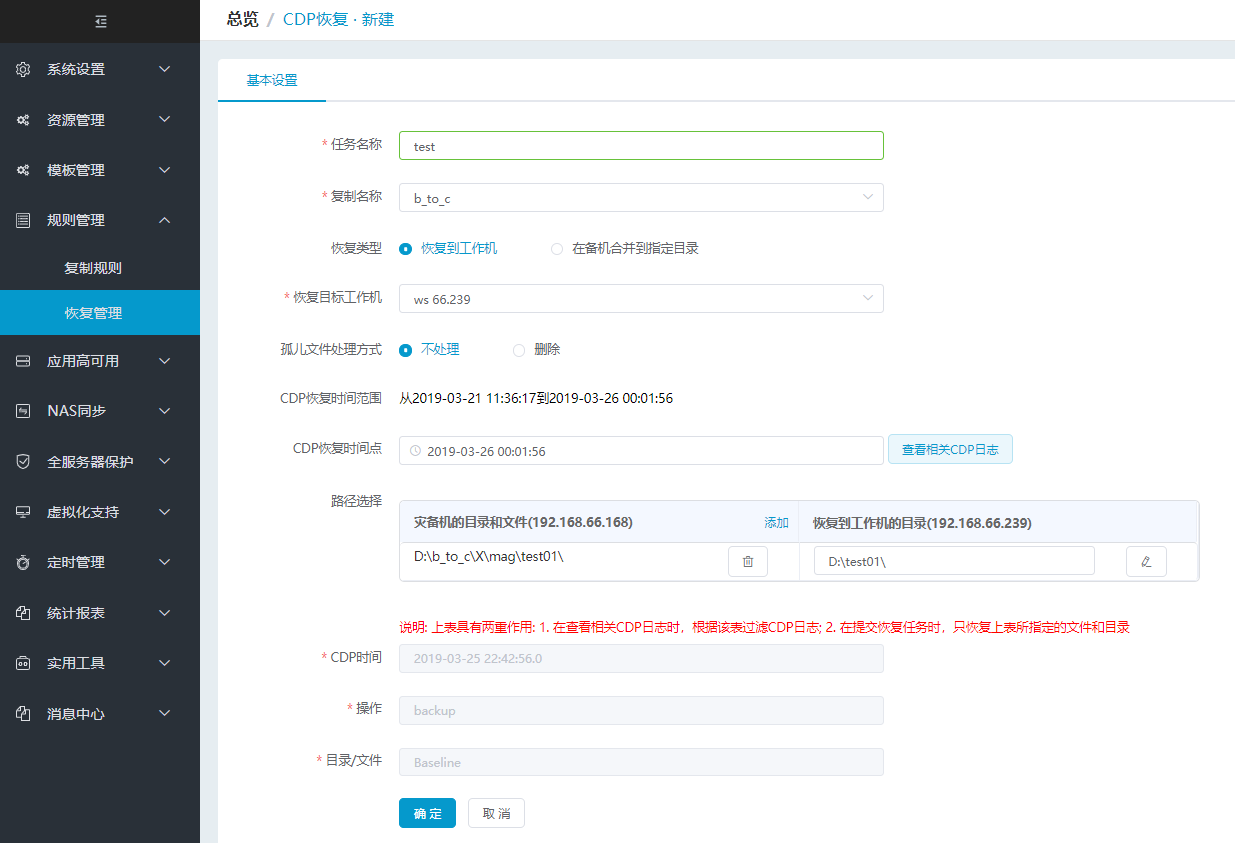 总览 / CDP恢复 · 新建
系统设置
资源管理
模板管理
规则管理
复制规则
恢复管理
应用高可用
NAS同步
全服务器保护
虚拟化支持
定时管理
统计报表
实用工具
消息中心
基本设置
* 任务名称 test
* 复制名称 b_to_c
恢复类型 恢复到工作机 在备机合并到指定目录
* 恢复目标工作机 ws 66.239
孤儿文件处理方式 不处理 删除
CDP恢复时间范围 从2019-03-21 11:36:17到2019-03-26 00:01:56
CDP恢复时间点 2019-03-26 00:01:56 查看相关CDP日志
路径选择
灾备机的目录和文件(192.168.66.168) 添加 恢复到工作机的目录(192.168.66.239)
D:\b_to_c\X\mag\test01\ D:\test01\
说明: 上表具有两重作用: 1. 在查看相关CDP日志时，根据该表过滤CDP日志; 2. 在提交恢复任务时，只恢复上表所指定的文件和目录
* CDP时间 2019-03-25 22:42:56.0
* 操作 backup
* 目录/文件 Baseline
确定 取消